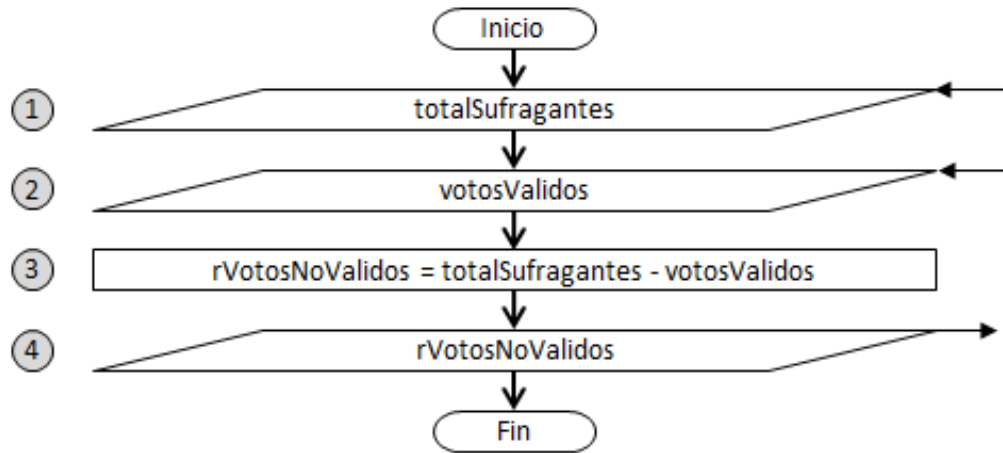 Inicio
1 totalSufragantes
2 votosValidos
3 rVotosNoValidos = totalSufragantes - votosValidos
4 rVotosNoValidos
Fin